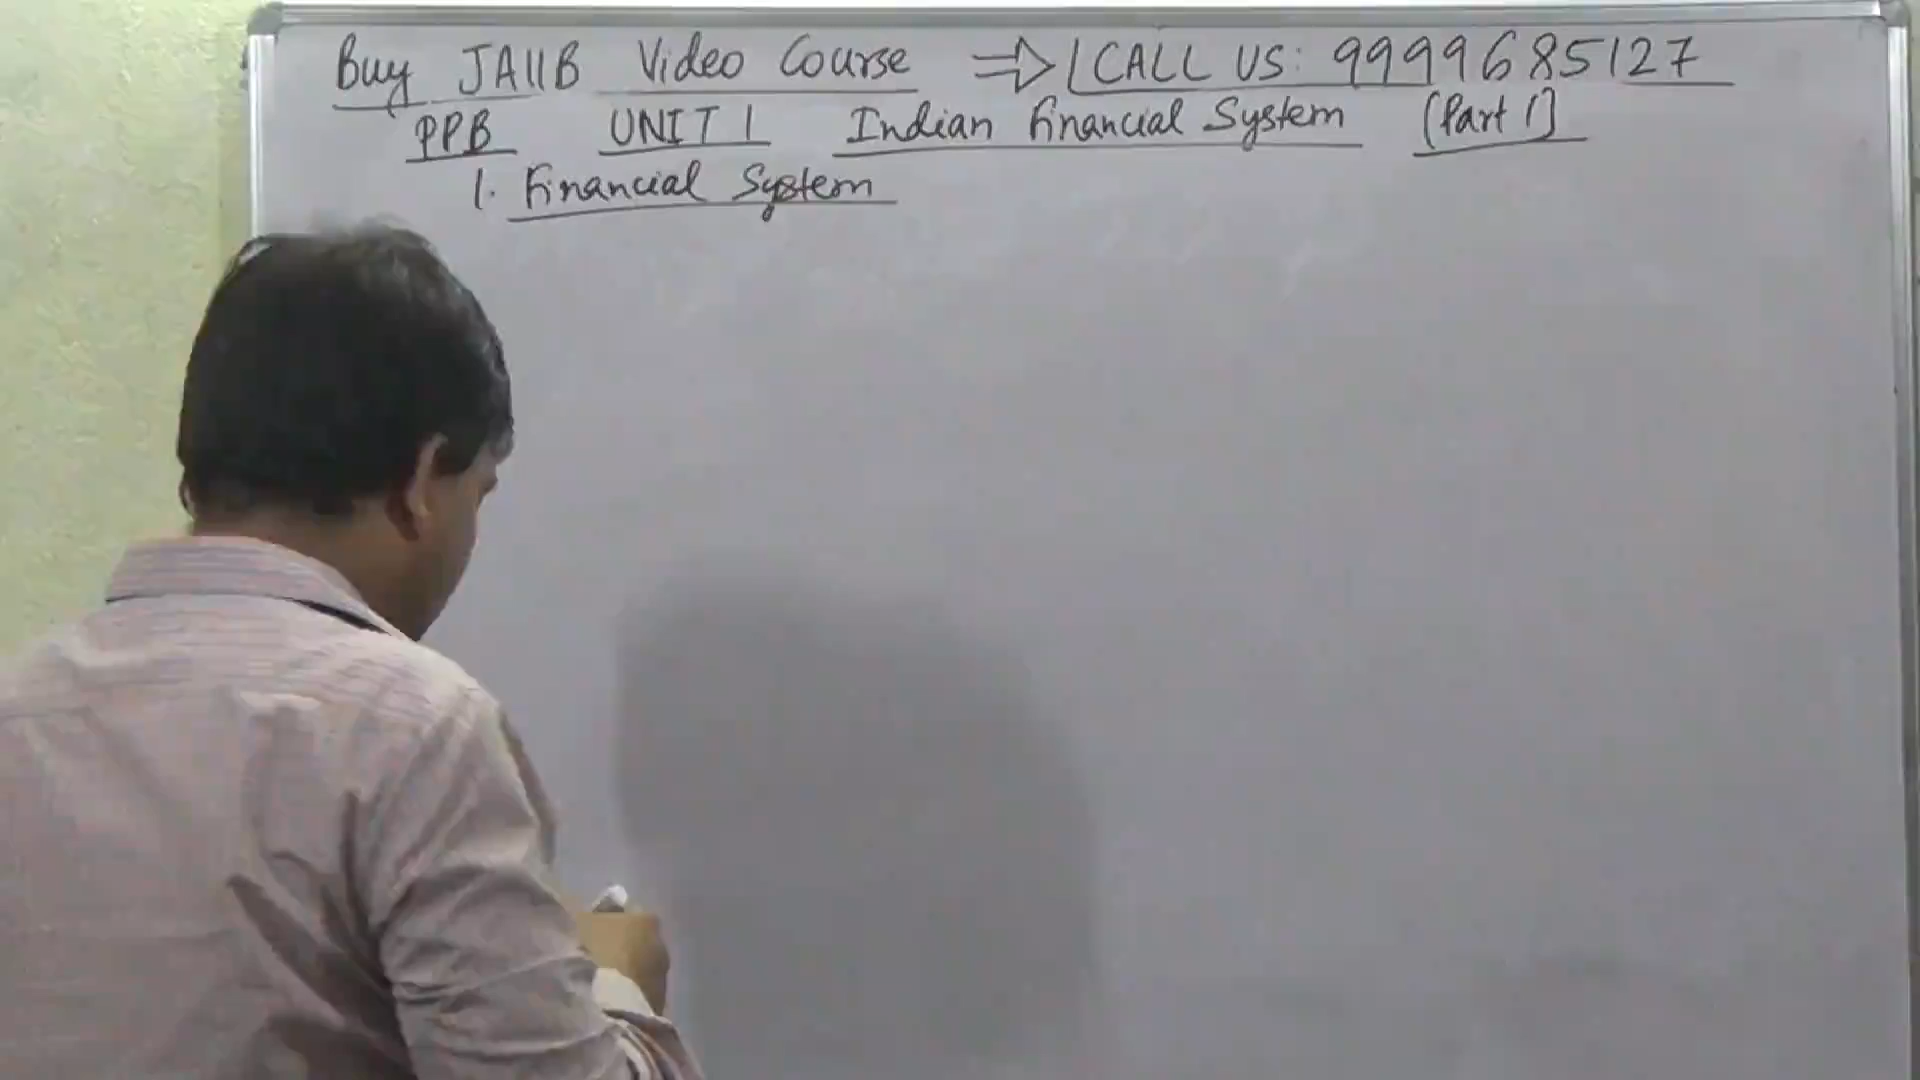 Buy JAIIB Video Course ⇒ CALL US: 9999685127
PPB UNIT 1 Indian Financial System (Part 1)
1. Financial System